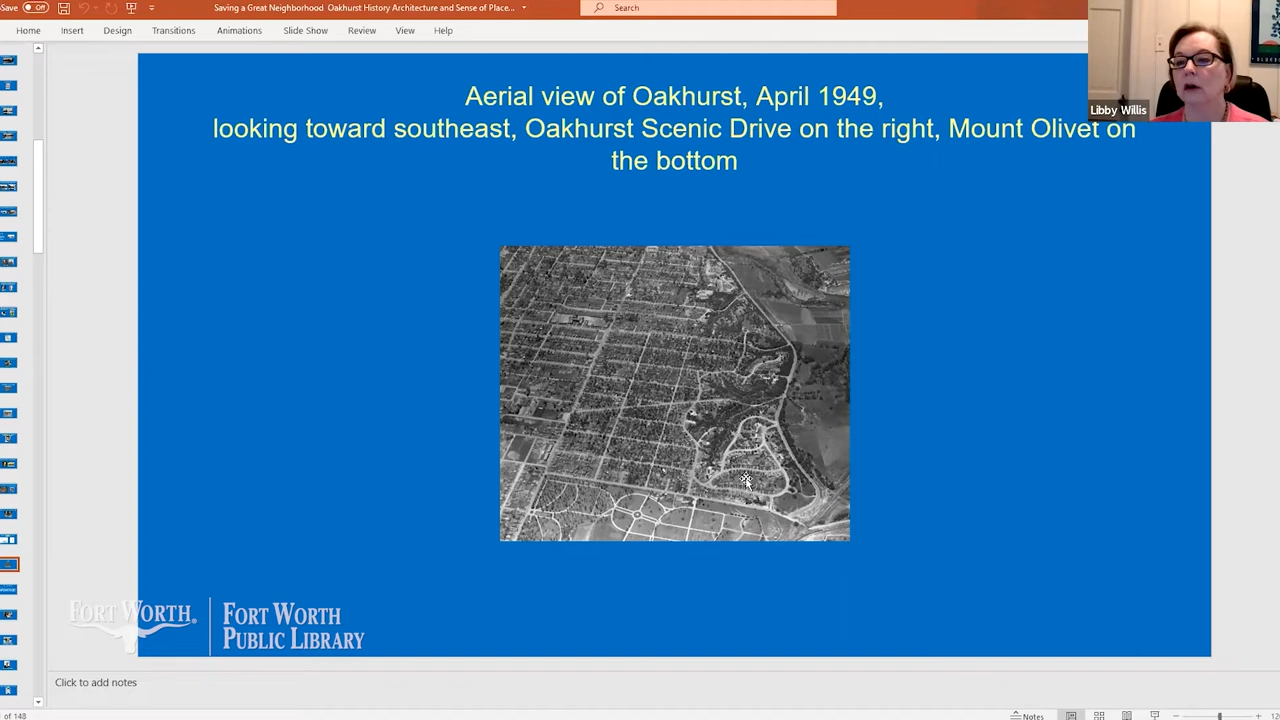 Save Off Saving a Great Neighborhood Oakhurst History Architecture and Sense of Place... Search
Home Insert Design Transitions Animations Slide Show Review View Help
Libby Willis
Aerial view of Oakhurst, April 1949,
looking toward southeast, Oakhurst Scenic Drive on the right, Mount Olivet on
the bottom
FORT WORTH®
FORT WORTH
PUBLIC LIBRARY
Click to add notes
of 148 Notes